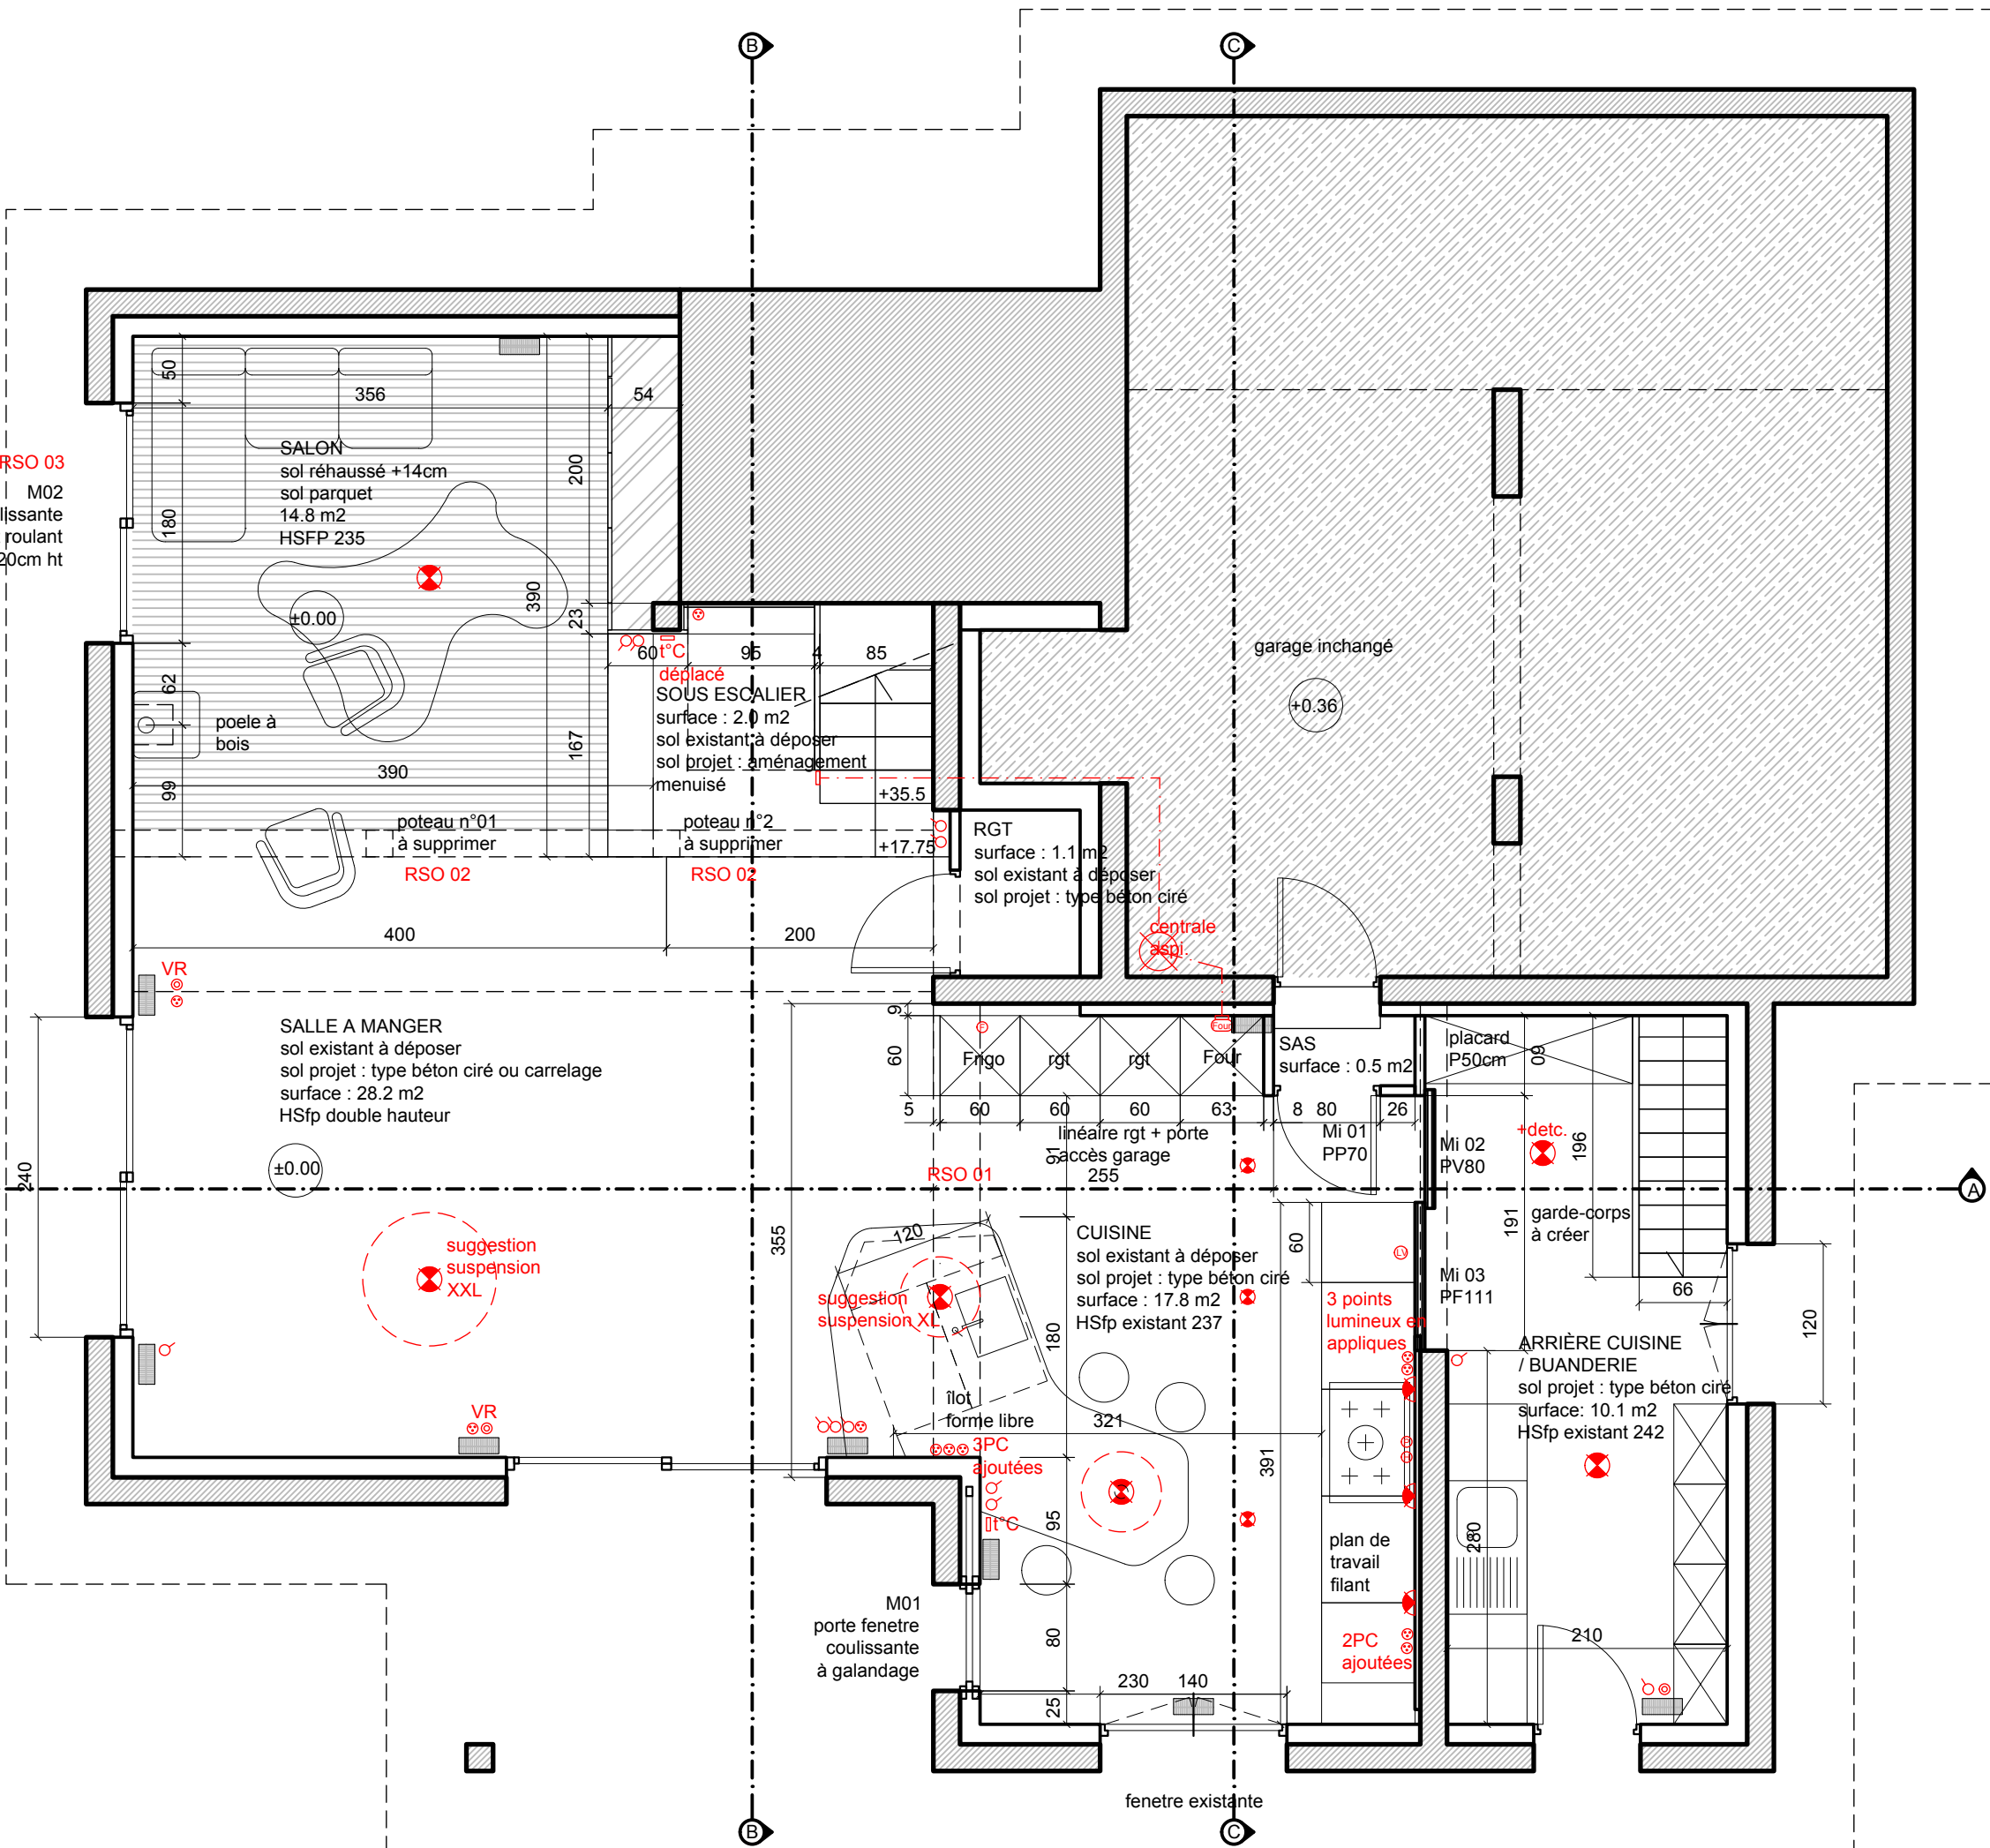 B
C
50
356
54
SALON
sol réhaussé +14cm
sol parquet
14.8 m2
HSFP 235
RSO 03
M02
lissante
roulant
20cm ht
180
200
390
23
±0.00
62
poele à
bois
390
99
167
60
95
4
85
t°C
déplacé
SOUS ESCALIER
surface : 2.0 m2
sol existant à déposer
sol projet : aménagement
menuisé
+35.5
+17.75
poteau n°01
à supprimer
RSO 02
poteau n°2
à supprimer
RSO 02
garage inchangé
+0.36
RGT
surface : 1.1 m2
sol existant à déposer
sol projet : type béton ciré
centrale
aspi.
400
200
VR
SALLE A MANGER
sol existant à déposer
sol projet : type béton ciré ou carrelage
surface : 28.2 m2
HSfp double hauteur
±0.00
240
9
60
F
Frigo
rgt
rgt
Four
Four
SAS
surface : 0.5 m2
placard
P50cm
60
5
60
60
60
63
8
80
26
linéaire rgt + porte
accès garage
255
91
Mi 01
PP70
Mi 02
PV80
+detc.
196
RSO 01
A
355
120
CUISINE
sol existant à déposer
sol projet : type béton ciré
surface : 17.8 m2
HSfp existant 237
60
LV
191
garde-corps
à créer
66
120
suggestion
suspension
XXL
suggestion
suspension XL
180
Mi 03
PF111
3 points
lumineux en
appliques
ARRIÈRE CUISINE
/ BUANDERIE
sol projet : type béton ciré
surface: 10.1 m2
HSfp existant 242
îlot
forme libre
321
VR
3PC
ajoutées
t°C
391
95
280
plan de
travail
filant
M01
porte fenetre
coulissante
à galandage
80
2PC
ajoutées
210
230
140
25
fenetre existante
B
C